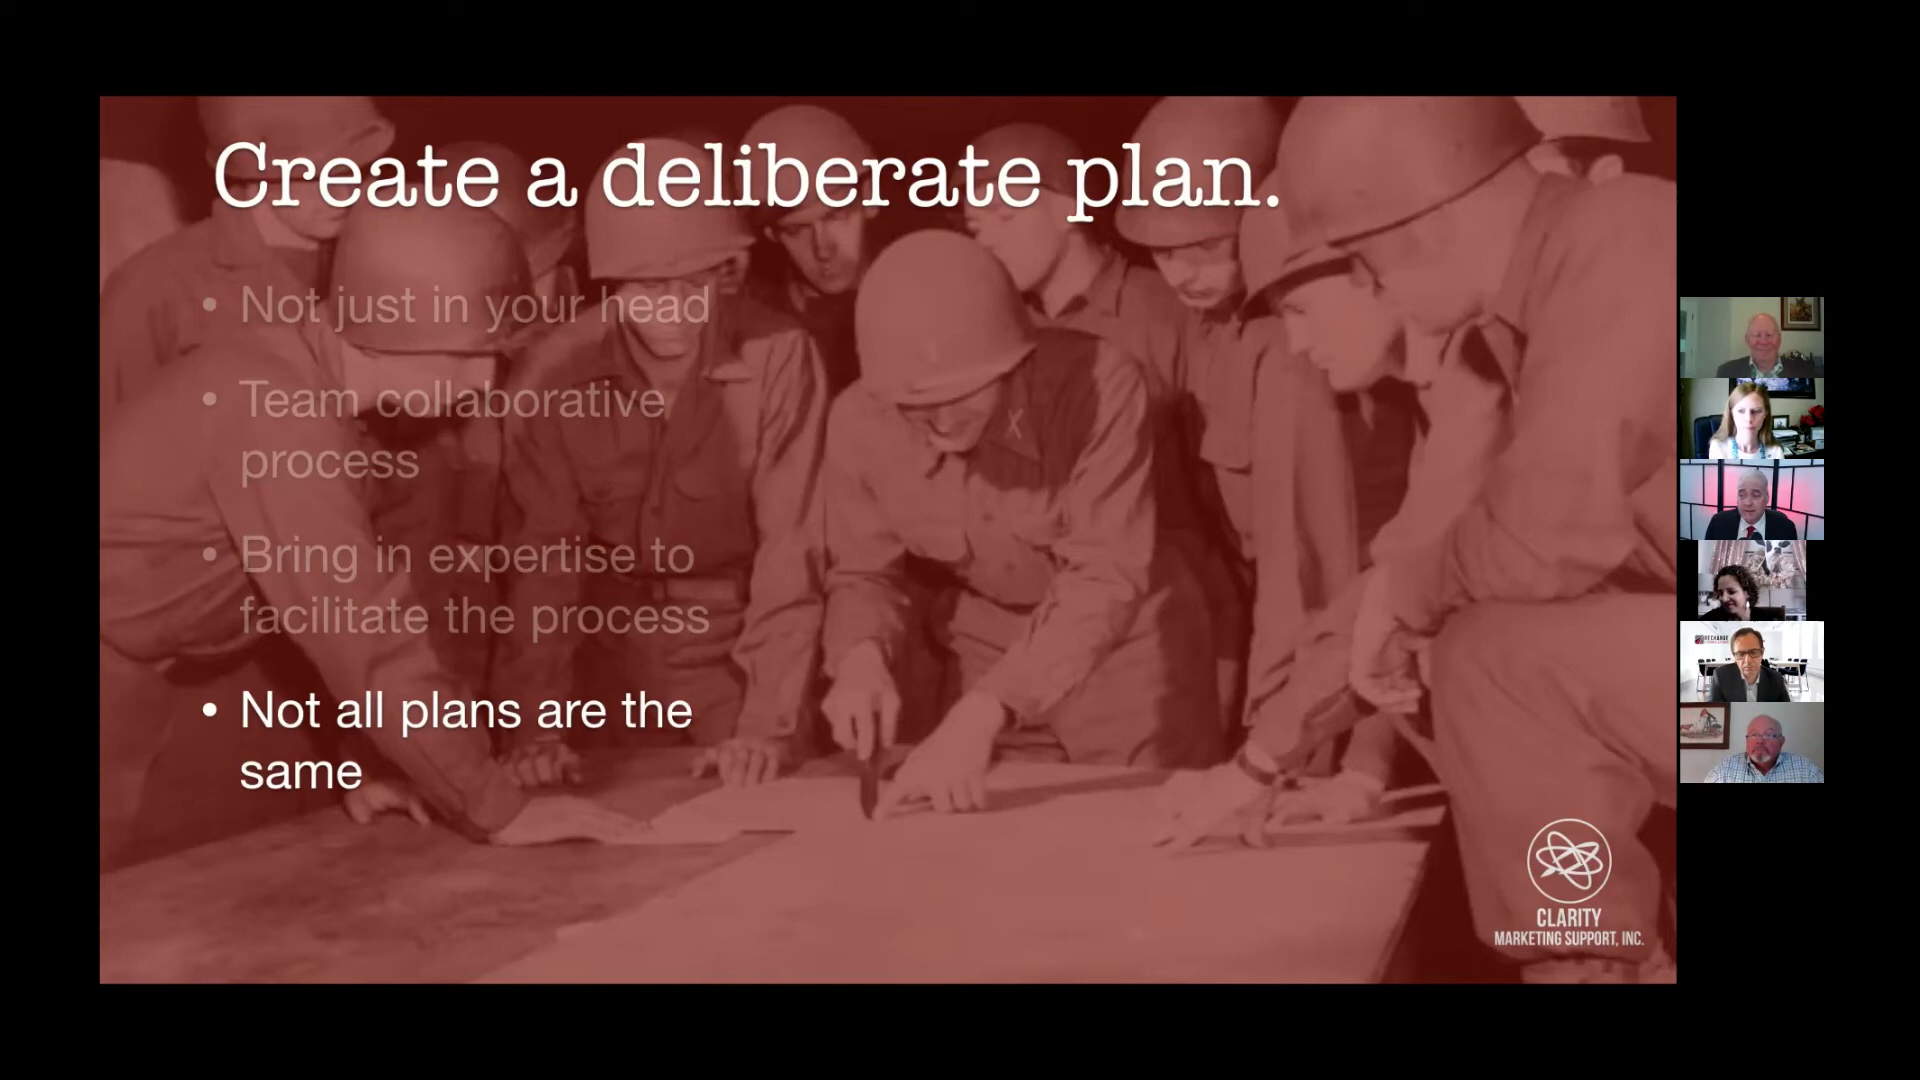 Create a deliberate plan.
• Not just in your head
• Team collaborative
process
• Bring in expertise to
facilitate the process
• Not all plans are the
same
CLARITY
MARKETING SUPPORT, INC.
RECHARGE